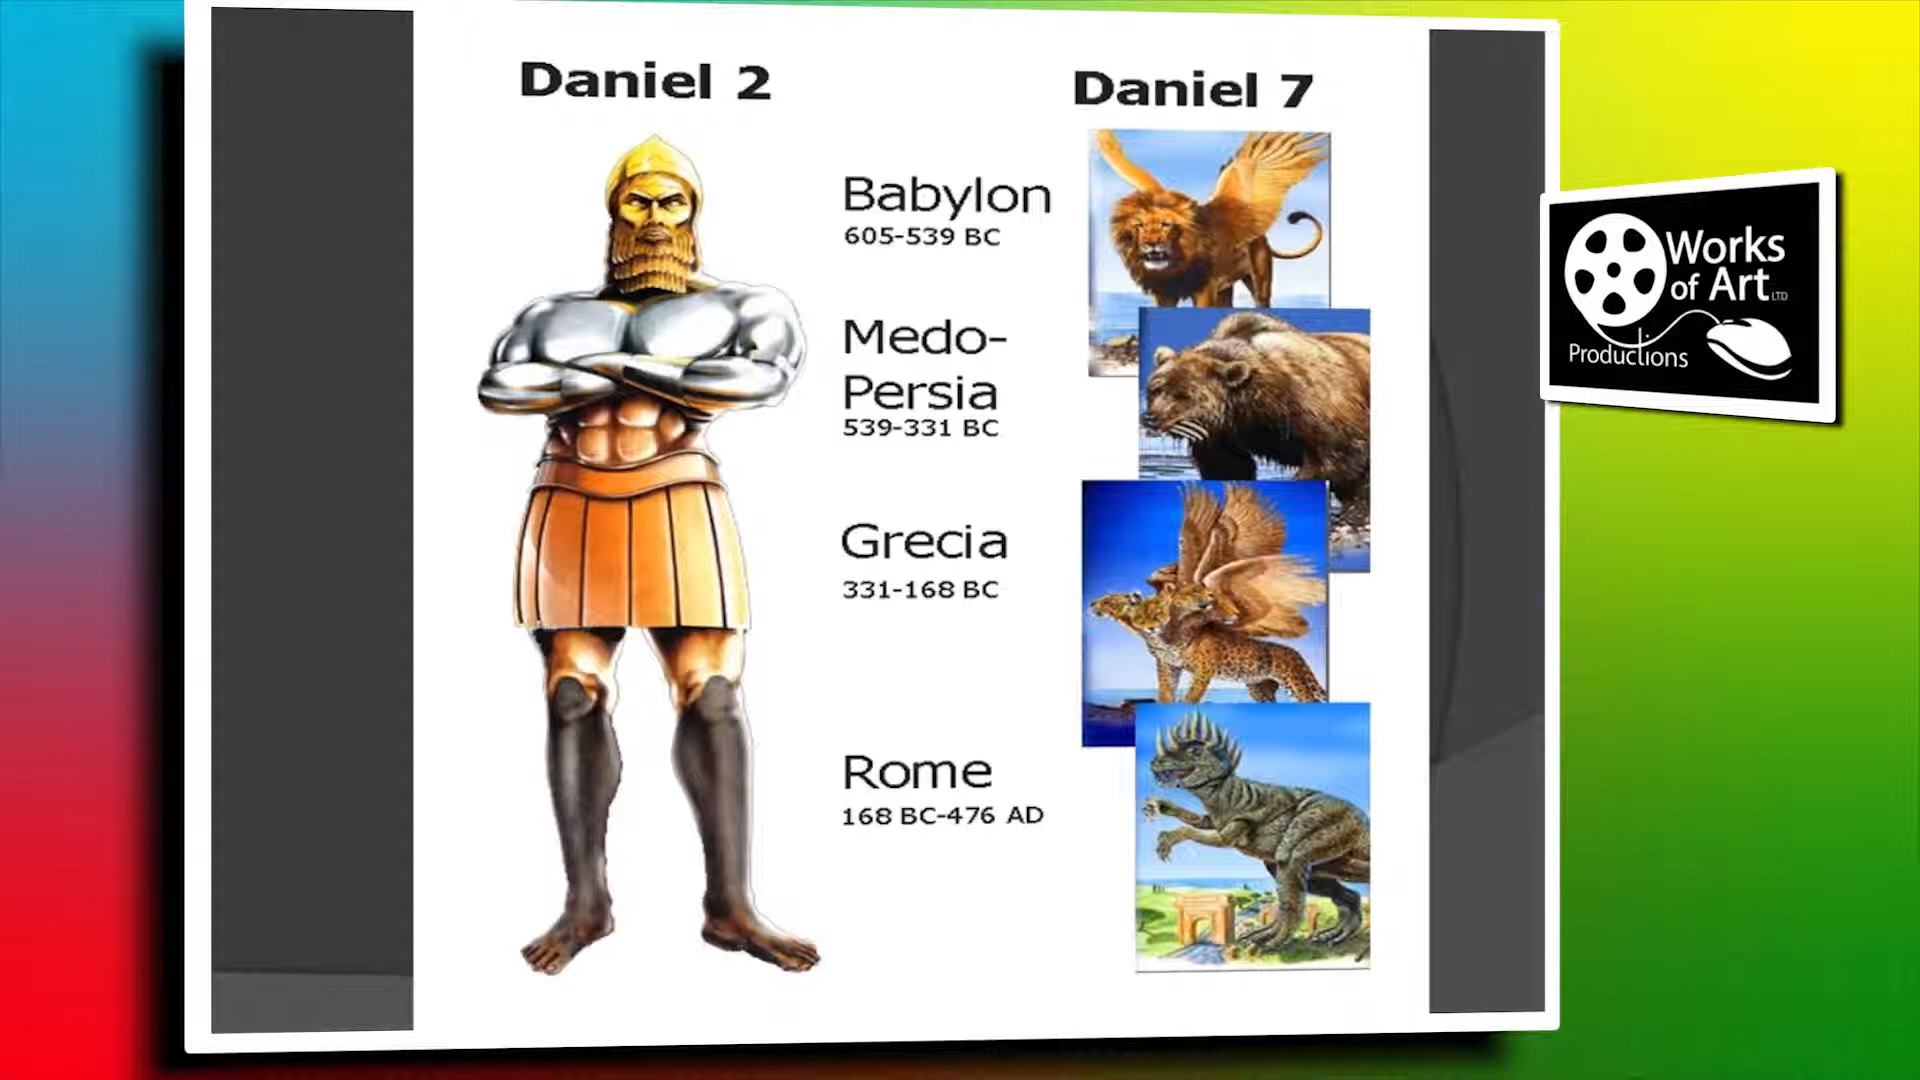 Daniel 2
Daniel 7
Babylon
605-539 BC
Medo-
Persia
539-331 BC
Grecia
331-168 BC
Rome
168 BC-476 AD
Works
of Art LTD
Productions